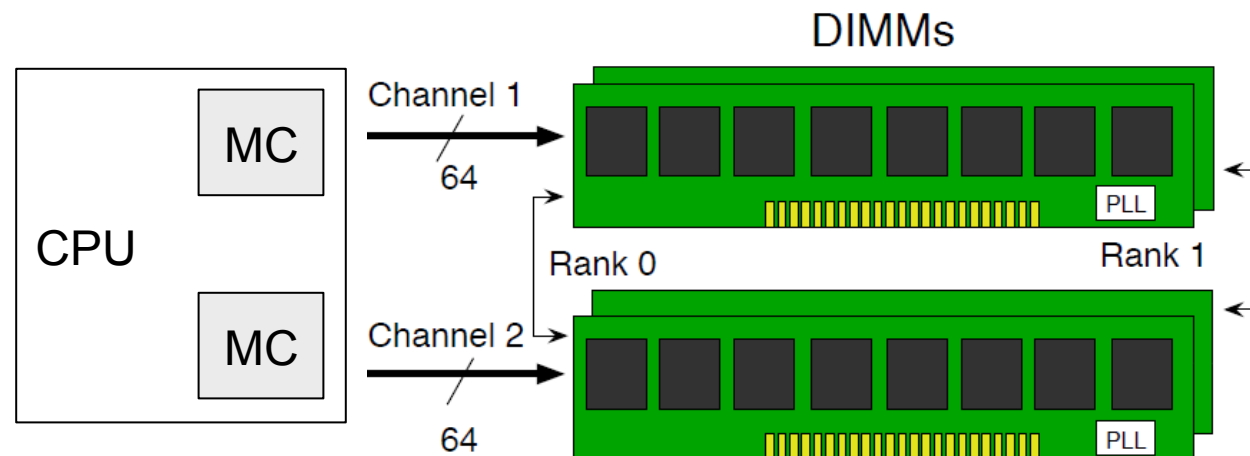 DIMMs
Channel 1
MC
64
PLL
CPU
Rank 0
Rank 1
Channel 2
MC
64
PLL